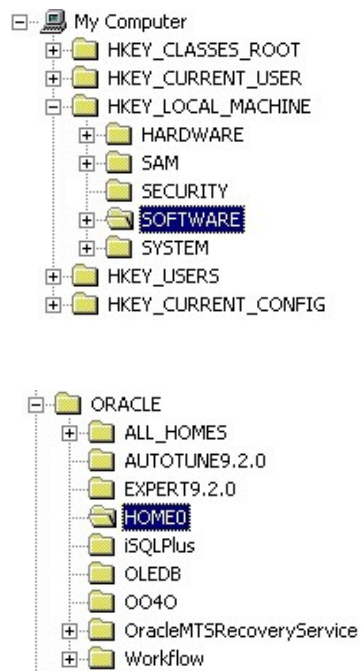 My Computer
HKEY_CLASSES_ROOT
HKEY_CURRENT_USER
HKEY_LOCAL_MACHINE
HARDWARE
SAM
SECURITY
SOFTWARE
SYSTEM
HKEY_USERS
HKEY_CURRENT_CONFIG
ORACLE
ALL_HOMES
AUTOTUNE9.2.0
EXPERT9.2.0
HOME0
iSQLPlus
OLEDB
OO4O
OracleMTSRecoveryService
Workflow